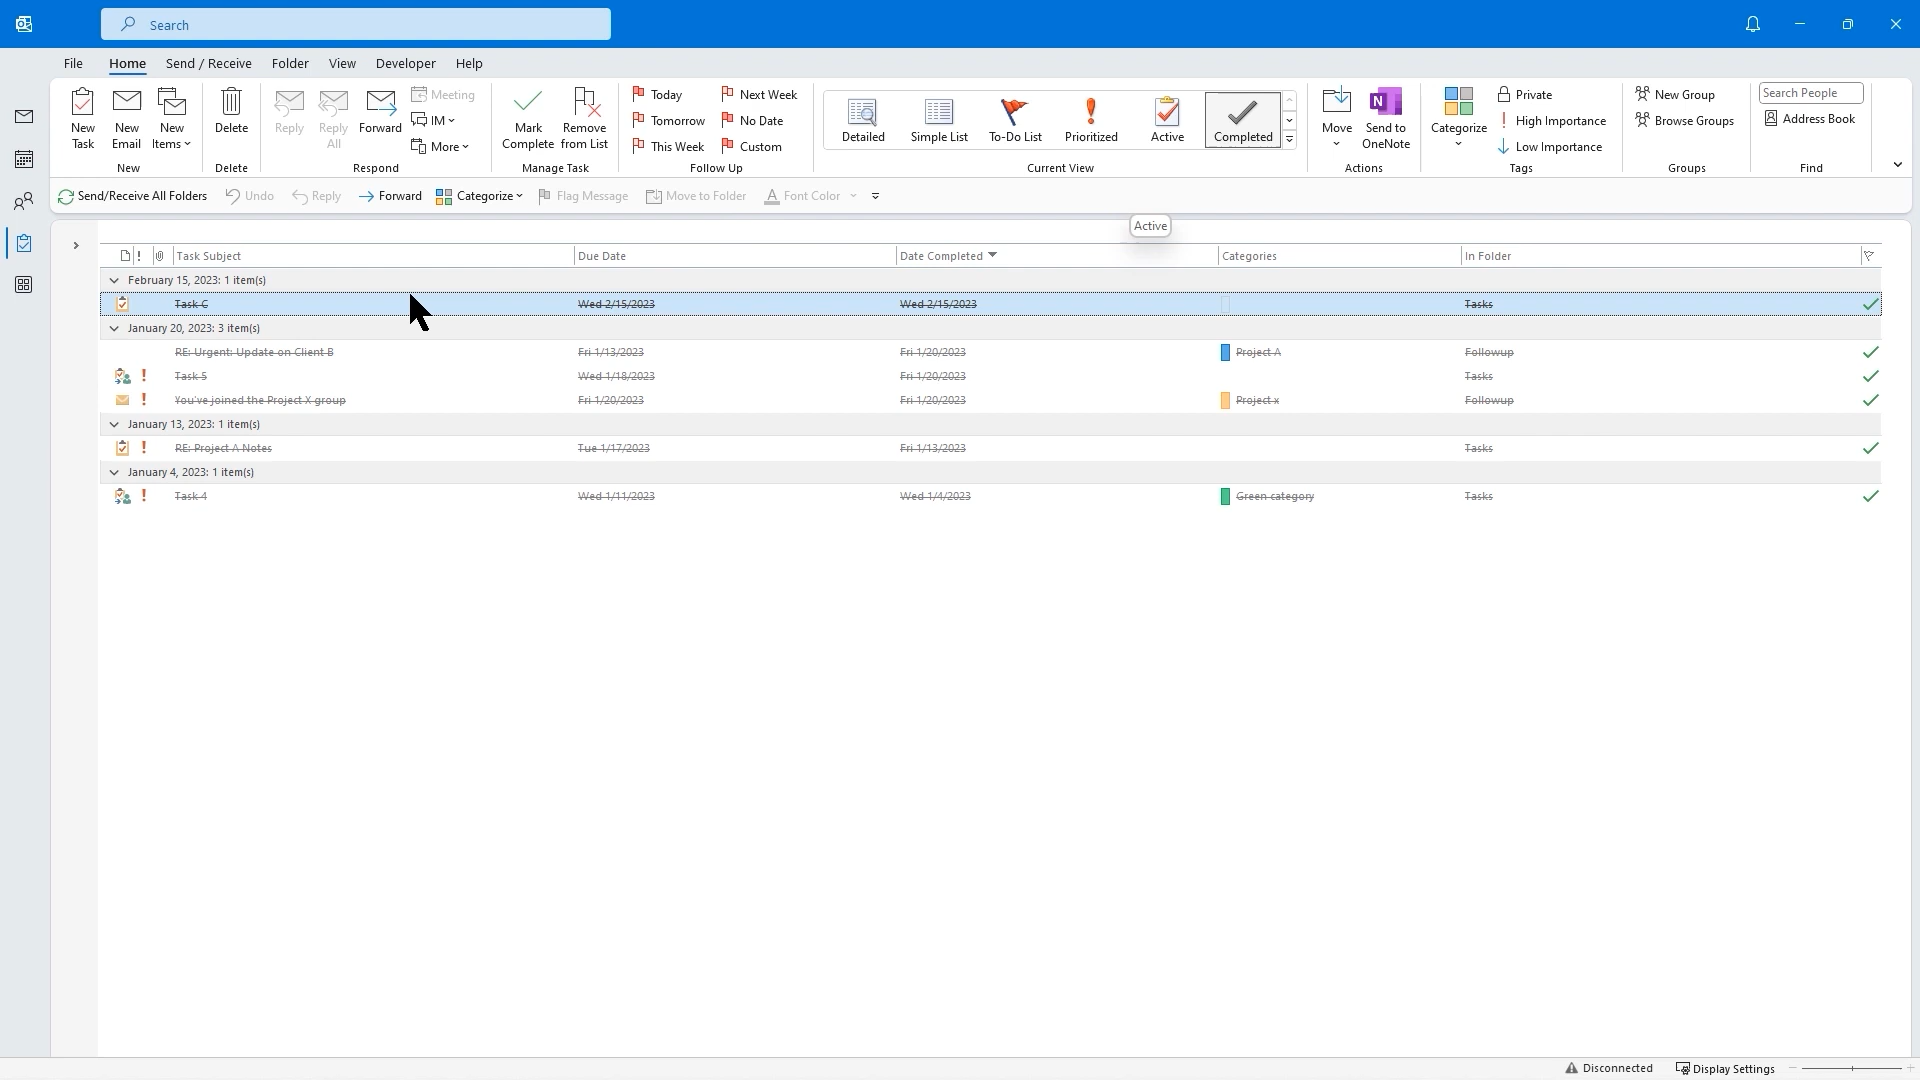 Search
File Home Send / Receive Folder View Developer Help
New Task
New Email
New Items
New
Delete
Delete
Reply
Reply All
Forward
Meeting
IM
More
Respond
Mark Complete
Remove from List
Manage Task
Today
Tomorrow
This Week
Next Week
No Date
Custom
Follow Up
Detailed
Simple List
To-Do List
Prioritized
Active
Completed
Current View
Move
Send to OneNote
Actions
Categorize
Private
High Importance
Low Importance
Tags
New Group
Browse Groups
Groups
Search People
Address Book
Find
Send/Receive All Folders Undo Reply Forward Categorize Flag Message Move to Folder Font Color
Active
Task Subject Due Date Date Completed Categories In Folder
February 15, 2023: 1 item(s)
Task C Wed 2/15/2023 Wed 2/15/2023 Tasks
January 20, 2023: 3 item(s)
RE: Urgent: Update on Client B Fri 1/13/2023 Fri 1/20/2023 Project A Followup
Task 5 Wed 1/18/2023 Fri 1/20/2023 Tasks
You've joined the Project X group Fri 1/20/2023 Fri 1/20/2023 Project x Followup
January 13, 2023: 1 item(s)
RE: Project A Notes Tue 1/17/2023 Fri 1/13/2023 Tasks
January 4, 2023: 1 item(s)
Task 4 Wed 1/11/2023 Wed 1/4/2023 Green category Tasks
Disconnected Display Settings